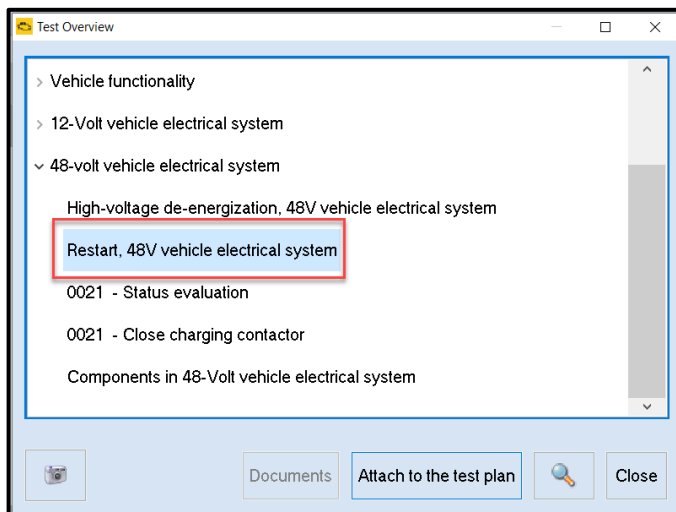 Test Overview
Vehicle functionality
12-Volt vehicle electrical system
48-volt vehicle electrical system
High-voltage de-energization, 48V vehicle electrical system
Restart, 48V vehicle electrical system
0021 - Status evaluation
0021 - Close charging contactor
Components in 48-Volt vehicle electrical system
Documents Attach to the test plan Close